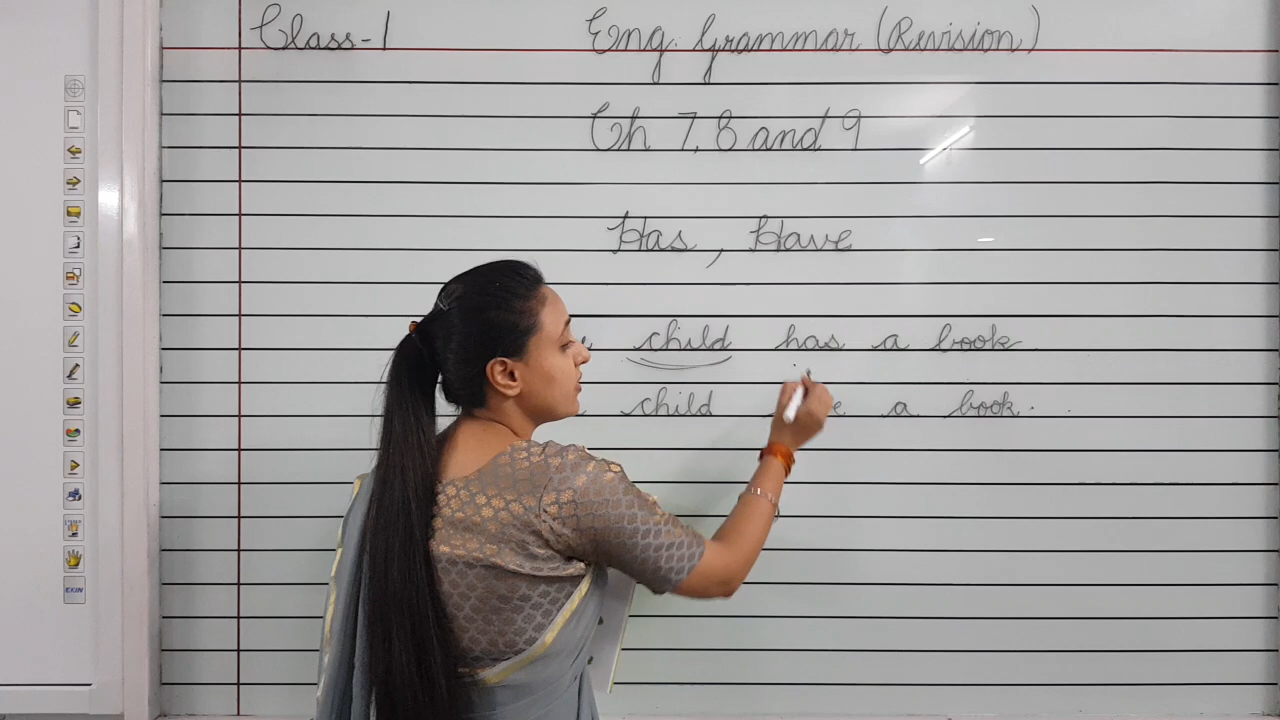 Class-1 Eng. Grammar (Revision)
Ch 7, 8 and 9
Has, Have
child has a book
child a book.